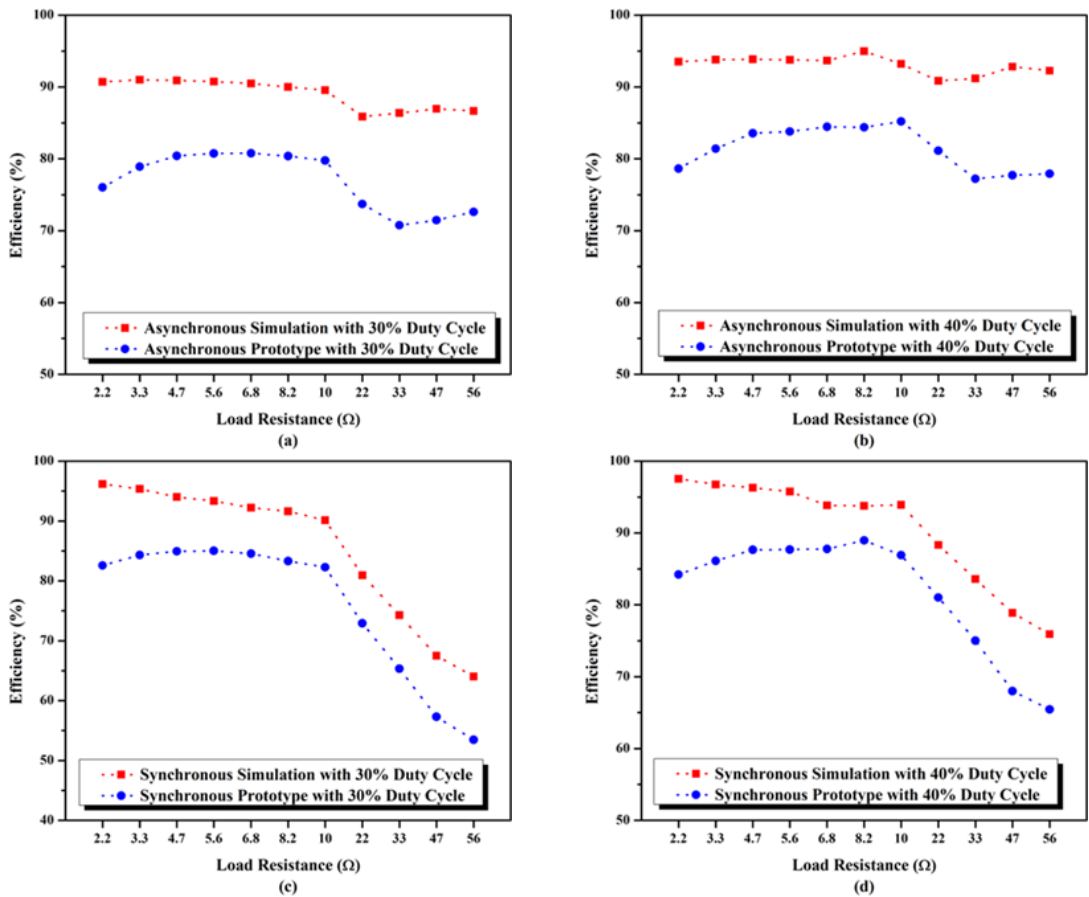 100
90
80
70
60
50
Efficiency (%)
Asynchronous Simulation with 30% Duty Cycle
Asynchronous Prototype with 30% Duty Cycle
2.2 3.3 4.7 5.6 6.8 8.2 10 22 33 47 56
Load Resistance (Ω)
(a)
100
90
80
70
60
50
Efficiency (%)
Asynchronous Simulation with 40% Duty Cycle
Asynchronous Prototype with 40% Duty Cycle
2.2 3.3 4.7 5.6 6.8 8.2 10 22 33 47 56
Load Resistance (Ω)
(b)
100
90
80
70
60
50
40
Efficiency (%)
Synchronous Simulation with 30% Duty Cycle
Synchronous Prototype with 30% Duty Cycle
2.2 3.3 4.7 5.6 6.8 8.2 10 22 33 47 56
Load Resistance (Ω)
(c)
100
90
80
70
60
50
Efficiency (%)
Synchronous Simulation with 40% Duty Cycle
Synchronous Prototype with 40% Duty Cycle
2.2 3.3 4.7 5.6 6.8 8.2 10 22 33 47 56
Load Resistance (Ω)
(d)